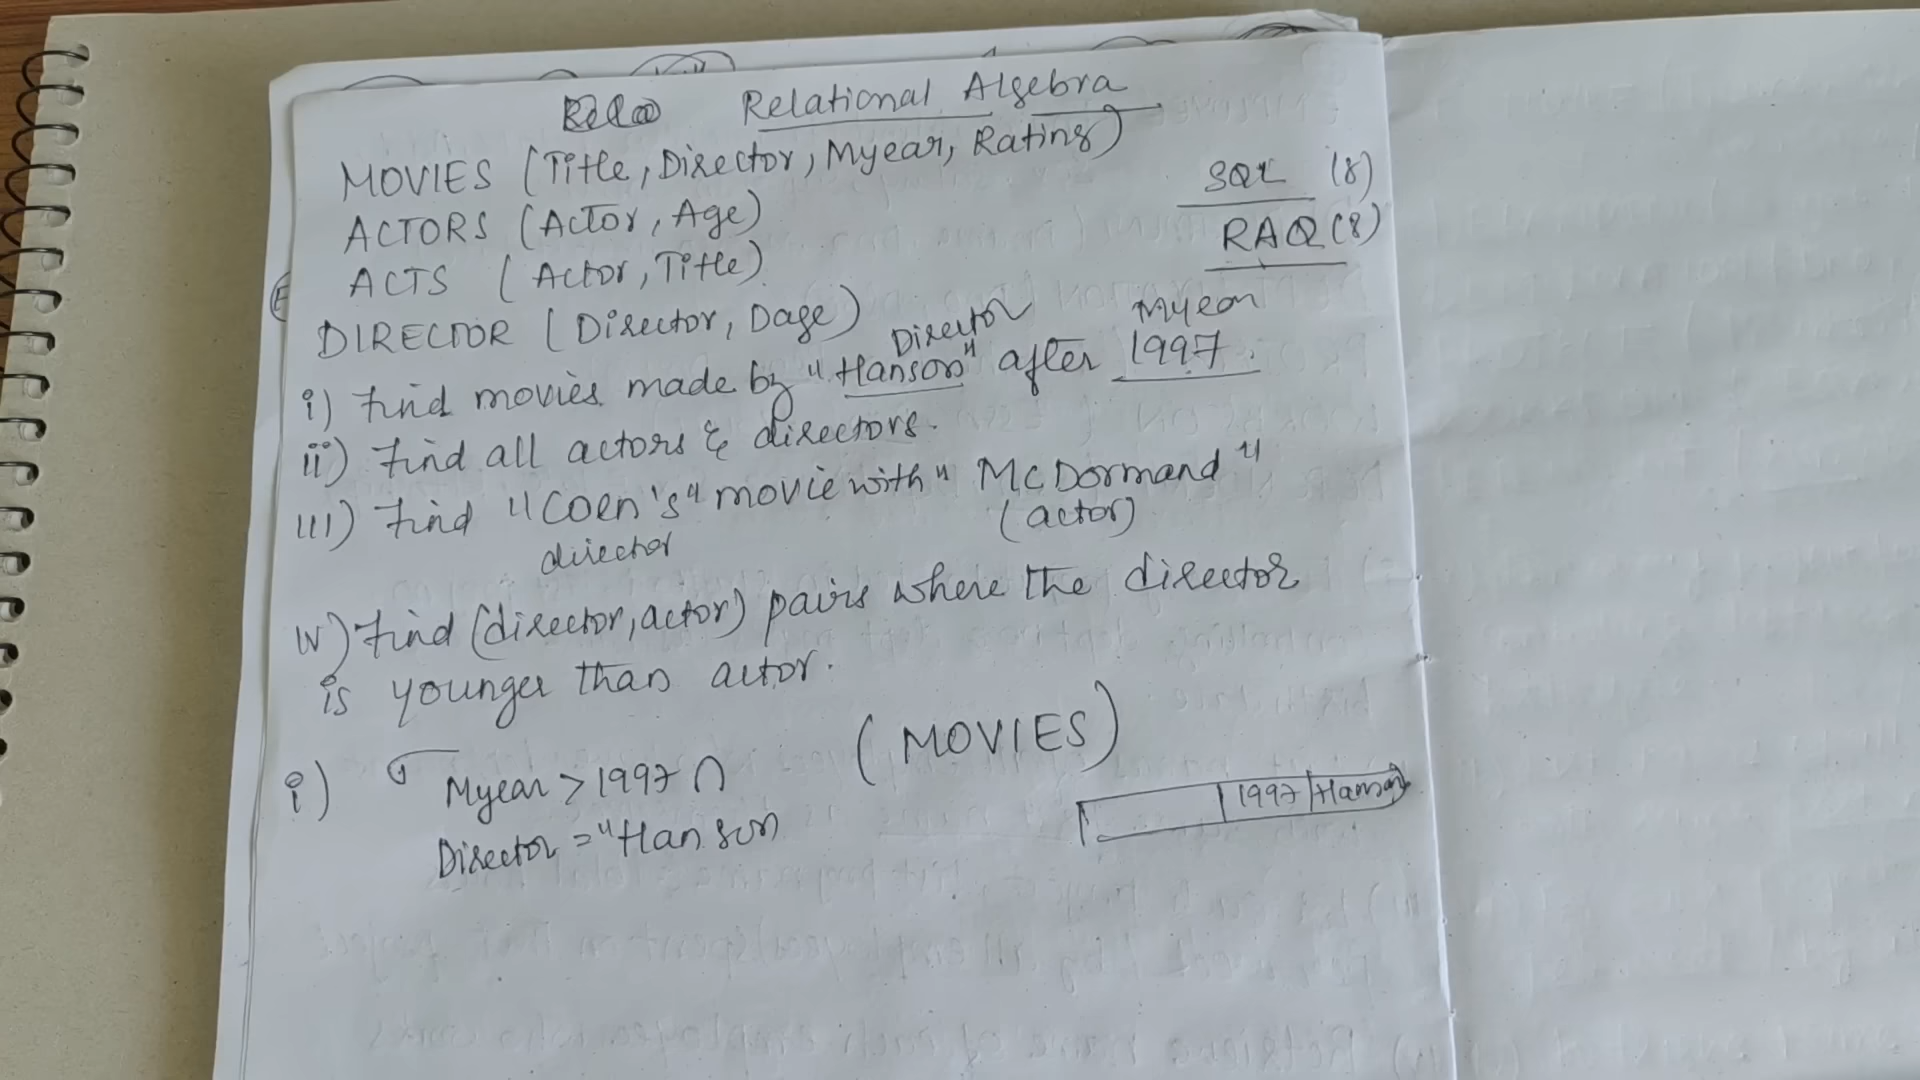 Relational Algebra
MOVIES (Title, Director, Myear, Rating)
SQL (8)
ACTORS (Actor, Age)
RAQ (8)
ACTS (Actor, Title)
DIRECTOR (Director, Dage)
Director Myear
i) Find movies made by "Hanson" after 1997.
ii) Find all actors & directors.
iii) Find "Coen's" movie with "McDormand"
director (actor)
iv) Find (director, actor) pairs where the director
is younger than actor.
i) σ Myear > 1997 ∩ (MOVIES)
Director = "Hanson
1997 Hanson